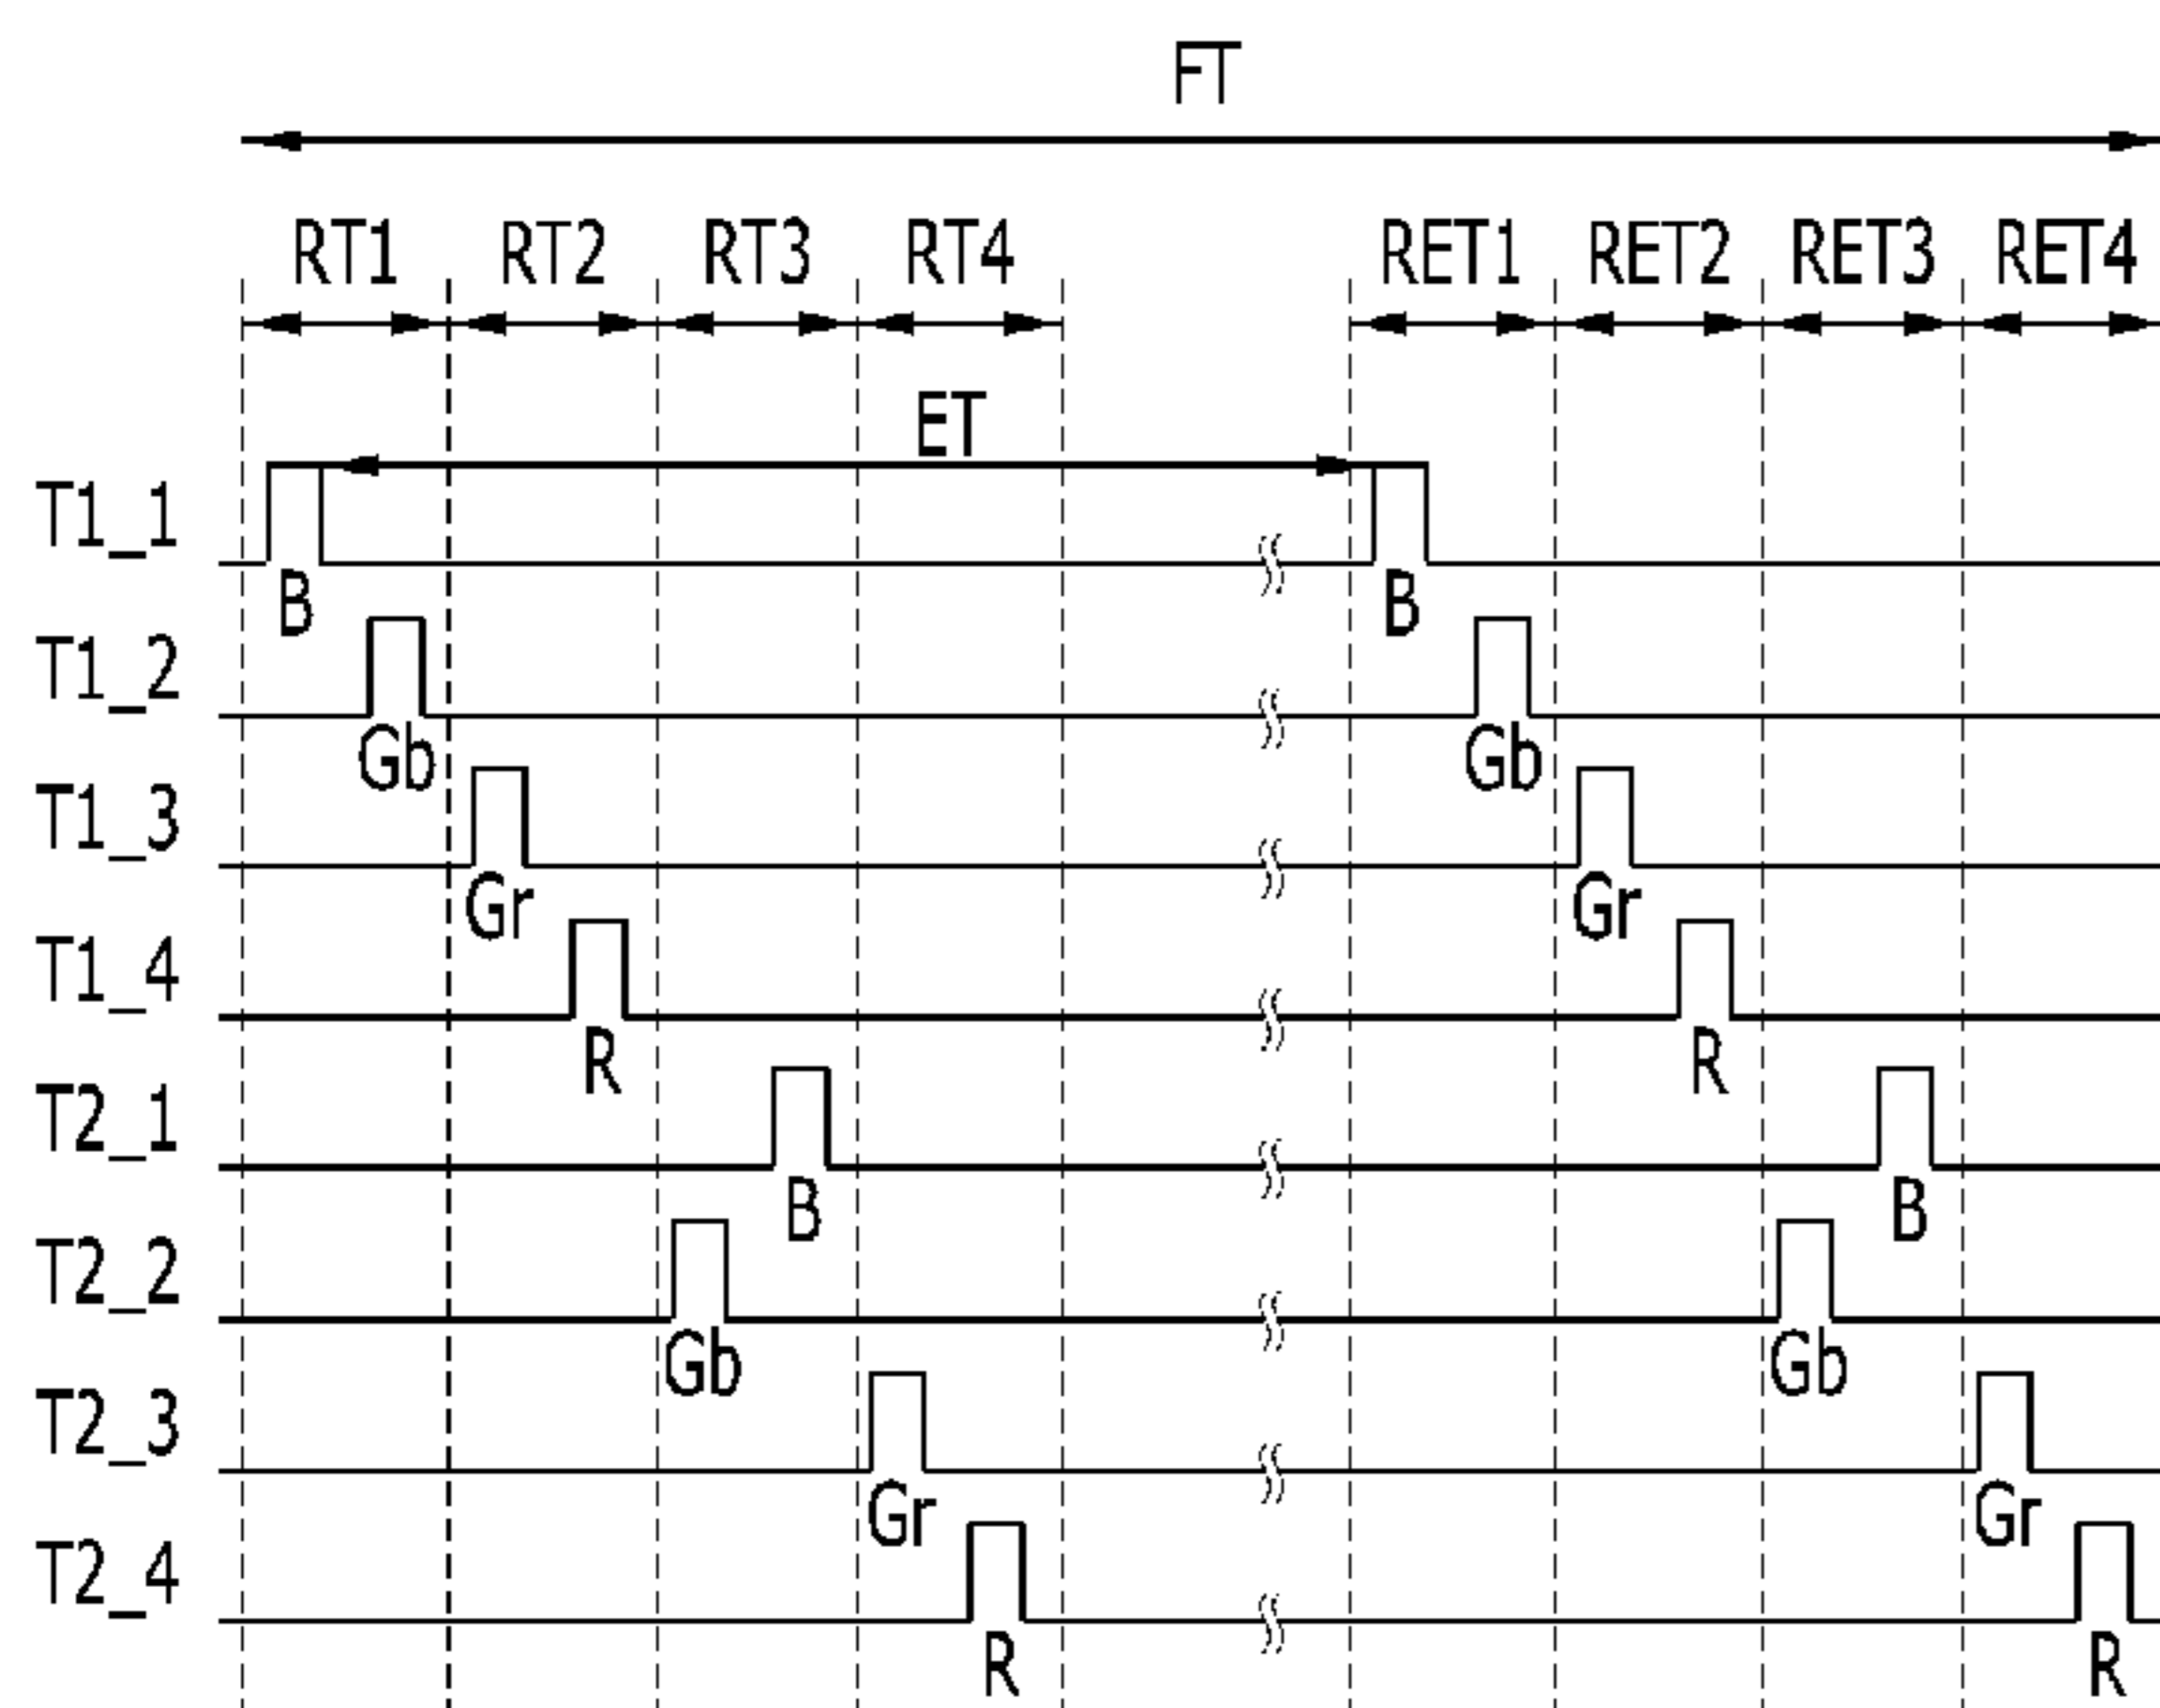 FT
RT1 RT2 RT3 RT4 RET1 RET2 RET3 RET4
ET
T1_1
B B
T1_2
Gb Gb
T1_3
Gr Gr
T1_4
R R
T2_1
B B
T2_2
Gb Gb
T2_3
Gr Gr
T2_4
R R